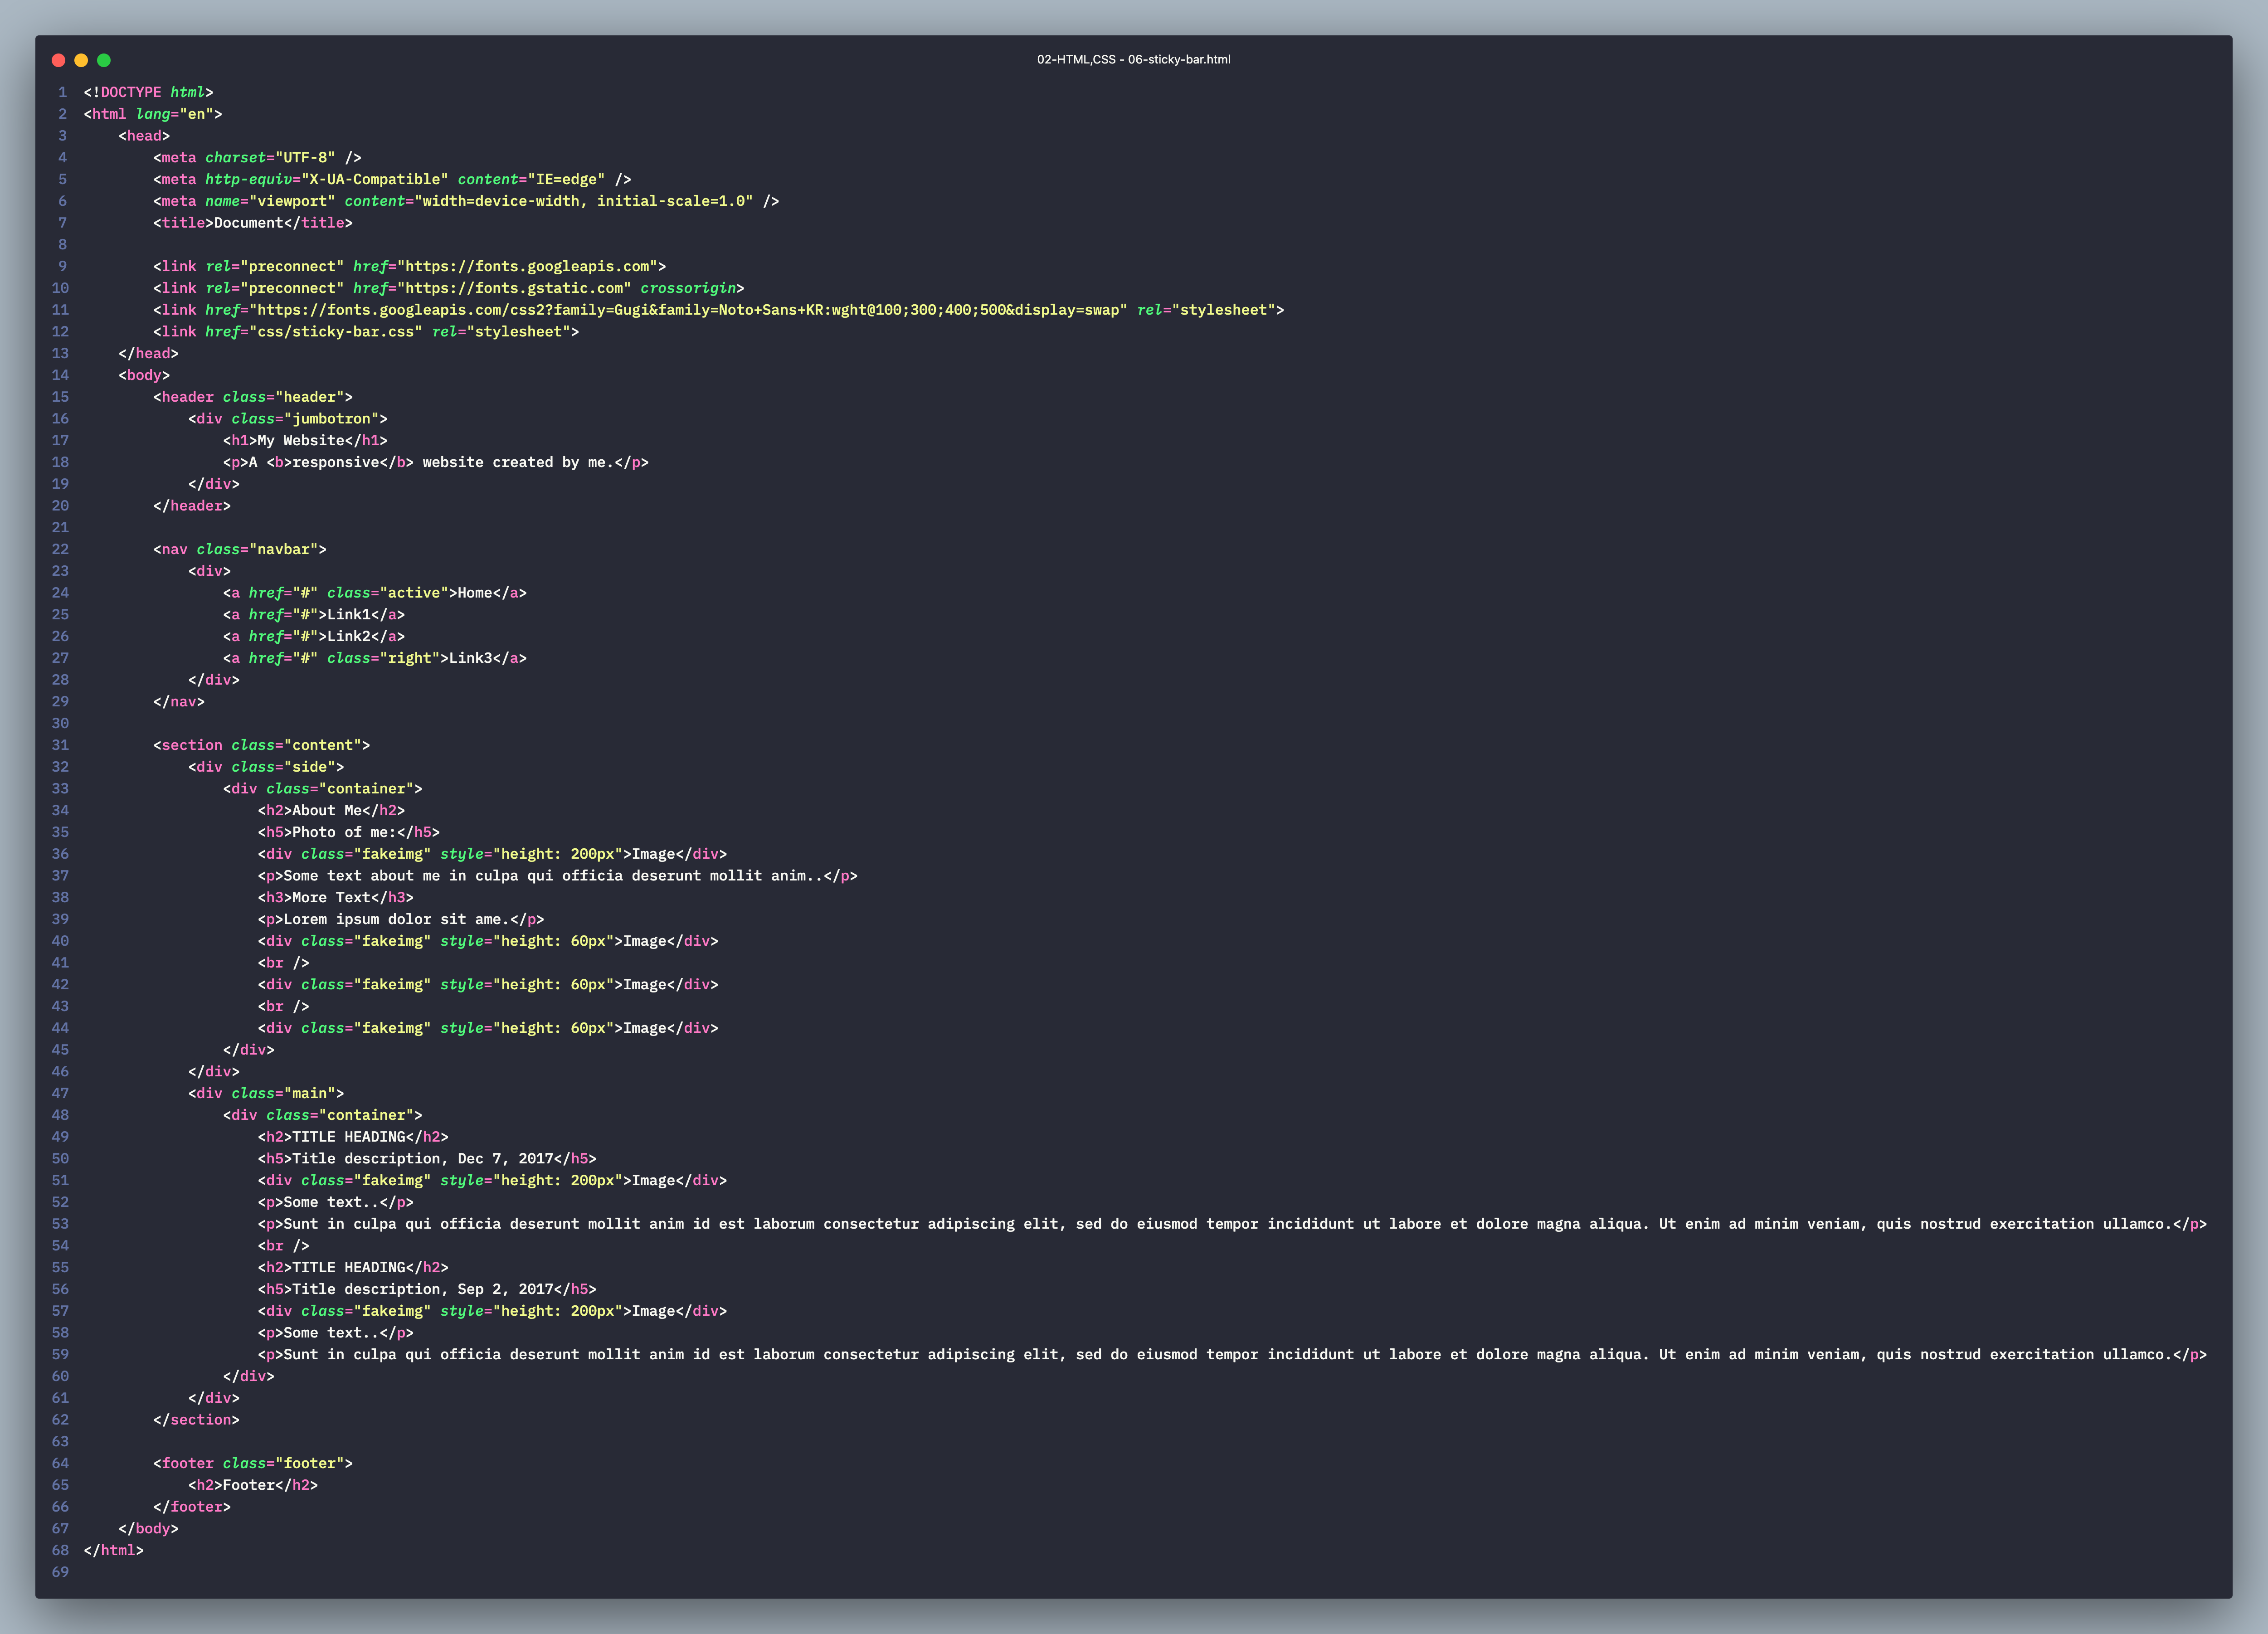 02-HTML,CSS - 06-sticky-bar.html
1 <!DOCTYPE html>
2 <html lang="en">
3     <head>
4         <meta charset="UTF-8" />
5         <meta http-equiv="X-UA-Compatible" content="IE=edge" />
6         <meta name="viewport" content="width=device-width, initial-scale=1.0" />
7         <title>Document</title>
8
9         <link rel="preconnect" href="https://fonts.googleapis.com">
10         <link rel="preconnect" href="https://fonts.gstatic.com" crossorigin>
11         <link href="https://fonts.googleapis.com/css2?family=Gugi&family=Noto+Sans+KR:wght@100;300;400;500&display=swap" rel="stylesheet">
12         <link href="css/sticky-bar.css" rel="stylesheet">
13     </head>
14     <body>
15         <header class="header">
16             <div class="jumbotron">
17                 <h1>My Website</h1>
18                 <p>A <b>responsive</b> website created by me.</p>
19             </div>
20         </header>
21
22         <nav class="navbar">
23             <div>
24                 <a href="#" class="active">Home</a>
25                 <a href="#">Link1</a>
26                 <a href="#">Link2</a>
27                 <a href="#" class="right">Link3</a>
28             </div>
29         </nav>
30
31         <section class="content">
32             <div class="side">
33                 <div class="container">
34                     <h2>About Me</h2>
35                     <h5>Photo of me:</h5>
36                     <div class="fakeimg" style="height: 200px">Image</div>
37                     <p>Some text about me in culpa qui officia deserunt mollit anim..</p>
38                     <h3>More Text</h3>
39                     <p>Lorem ipsum dolor sit ame.</p>
40                     <div class="fakeimg" style="height: 60px">Image</div>
41                     <br />
42                     <div class="fakeimg" style="height: 60px">Image</div>
43                     <br />
44                     <div class="fakeimg" style="height: 60px">Image</div>
45                 </div>
46             </div>
47             <div class="main">
48                 <div class="container">
49                     <h2>TITLE HEADING</h2>
50                     <h5>Title description, Dec 7, 2017</h5>
51                     <div class="fakeimg" style="height: 200px">Image</div>
52                     <p>Some text..</p>
53                     <p>Sunt in culpa qui officia deserunt mollit anim id est laborum consectetur adipiscing elit, sed do eiusmod tempor incididunt ut labore et dolore magna aliqua. Ut enim ad minim veniam, quis nostrud exercitation ullamco.</p>
54                     <br />
55                     <h2>TITLE HEADING</h2>
56                     <h5>Title description, Sep 2, 2017</h5>
57                     <div class="fakeimg" style="height: 200px">Image</div>
58                     <p>Some text..</p>
59                     <p>Sunt in culpa qui officia deserunt mollit anim id est laborum consectetur adipiscing elit, sed do eiusmod tempor incididunt ut labore et dolore magna aliqua. Ut enim ad minim veniam, quis nostrud exercitation ullamco.</p>
60                 </div>
61             </div>
62         </section>
63
64         <footer class="footer">
65             <h2>Footer</h2>
66         </footer>
67     </body>
68 </html>
69